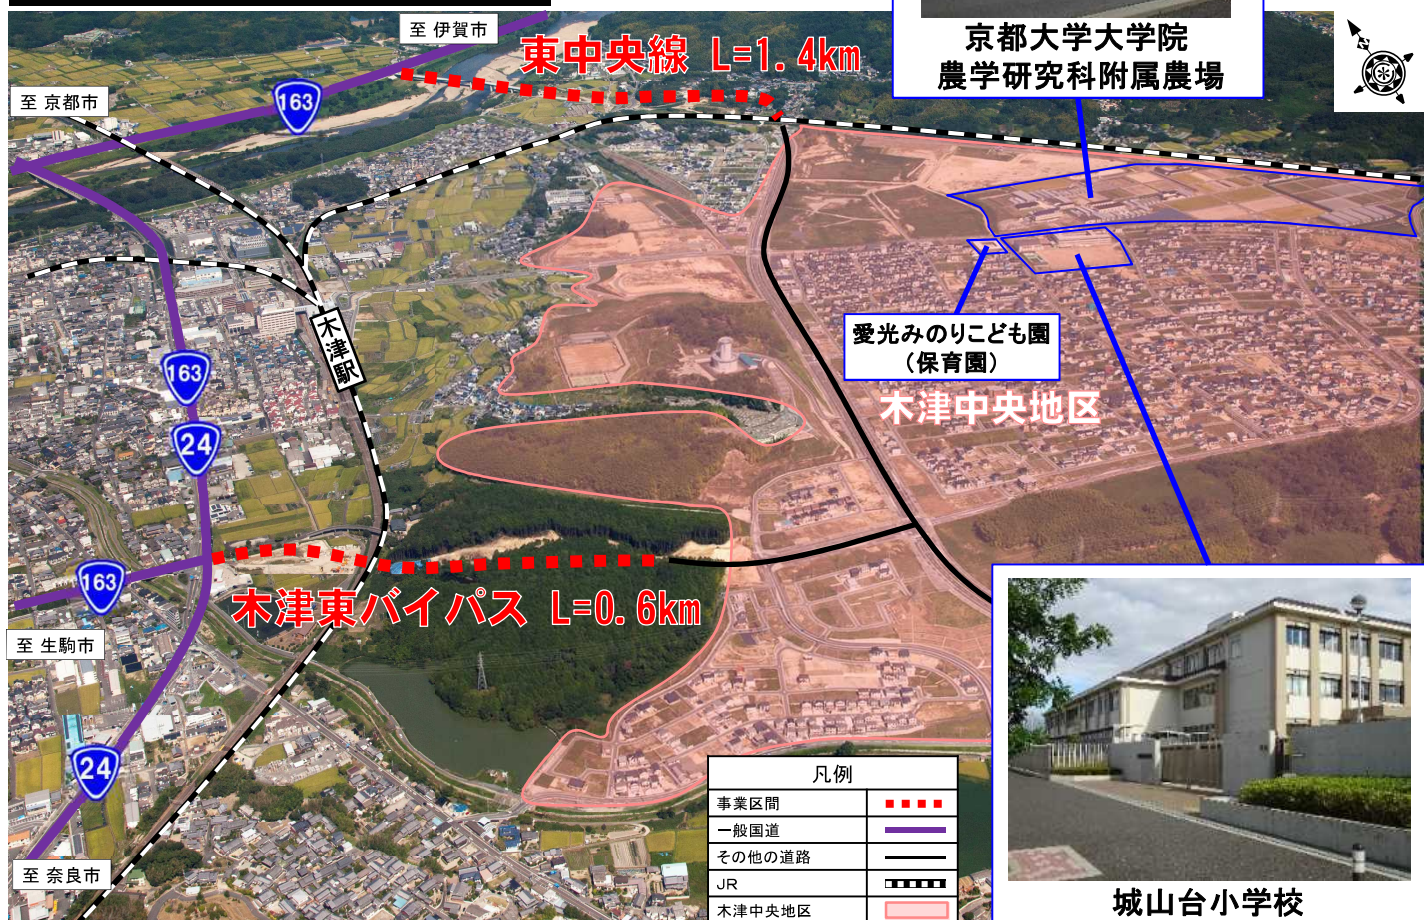 至 伊賀市
東中央線 L=1.4km
京都大学大学院
農学研究科附属農場
至 京都市
163
木津駅
163
24
愛光みのりこども園
（保育園）
木津中央地区
163
木津東バイパス L=0.6km
至 生駒市
24
至 奈良市
凡例
事業区間
一般国道
その他の道路
JR
木津中央地区
城山台小学校